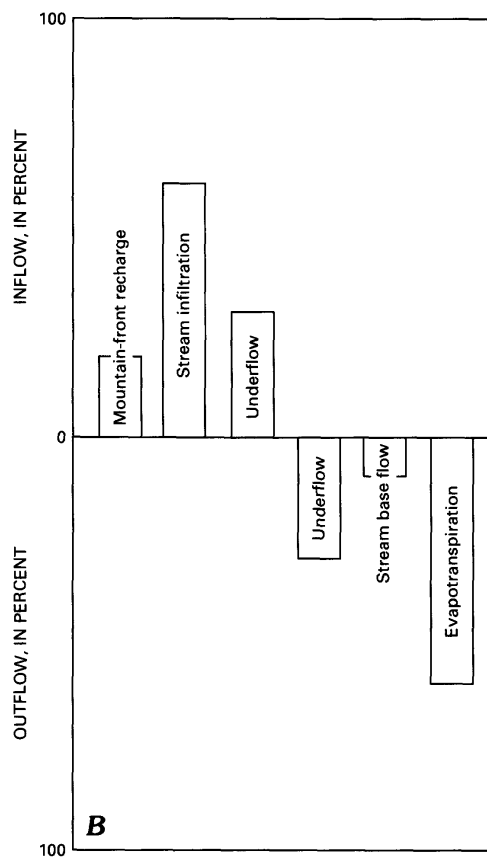 100
INFLOW, IN PERCENT
Mountain-front recharge
Stream infiltration
Underflow
0
Underflow
Stream base flow
Evapotranspiration
OUTFLOW, IN PERCENT
100
B